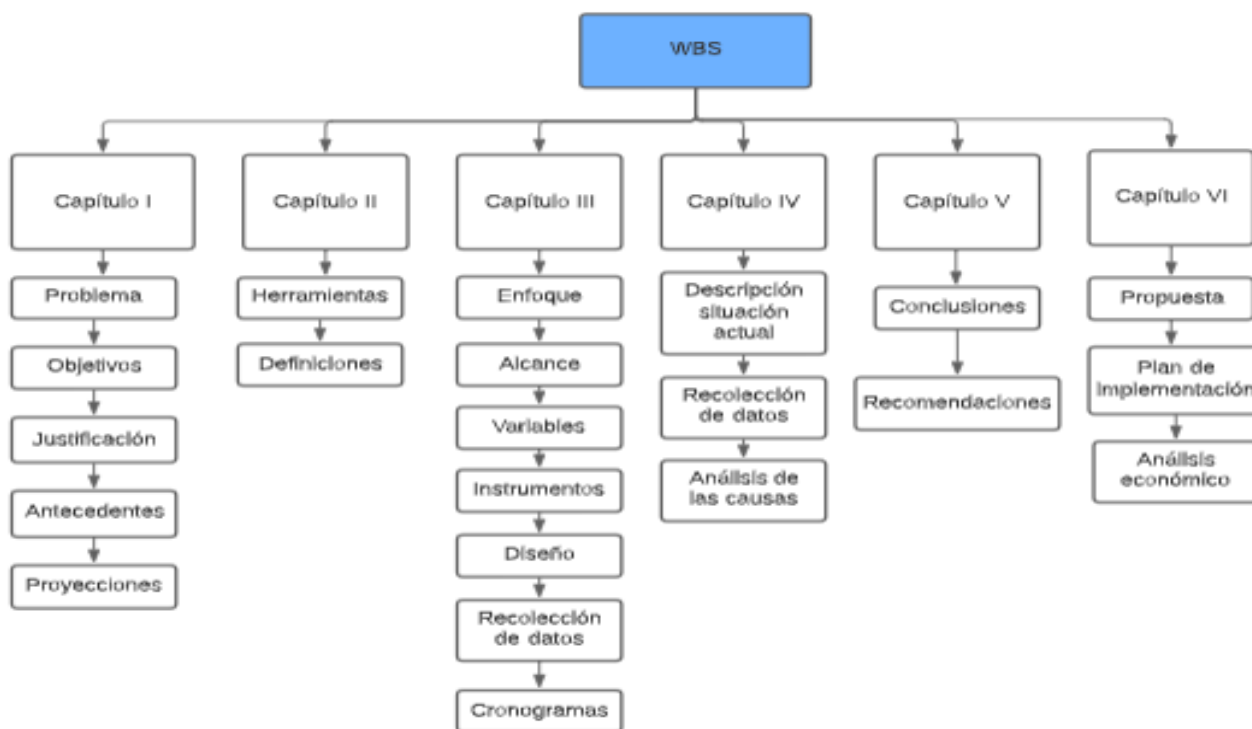 WBS
Capítulo I
Capítulo II
Capítulo III
Capítulo IV
Capítulo V
Capítulo VI
Problema
Objetivos
Justificación
Antecedentes
Proyecciones
Herramientas
Definiciones
Enfoque
Alcance
Variables
Instrumentos
Diseño
Recolección
de datos
Cronogramas
Descripción
situación
actual
Recolección
de datos
Análisis de
las causas
Conclusiones
Recomendaciones
Propuesta
Plan de
implementación
Análisis
económico